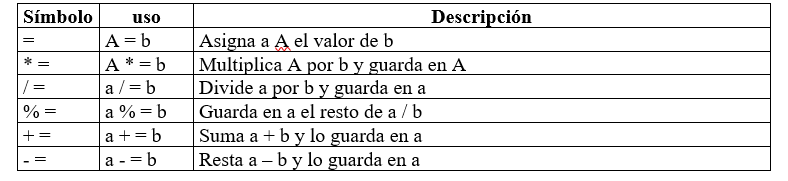 Símbolo uso Descripción
= A = b Asigna a A el valor de b
* = A * = b Multiplica A por b y guarda en A
/ = a / = b Divide a por b y guarda en a
% = a % = b Guarda en a el resto de a / b
+ = a + = b Suma a + b y lo guarda en a
- = a - = b Resta a – b y lo guarda en a